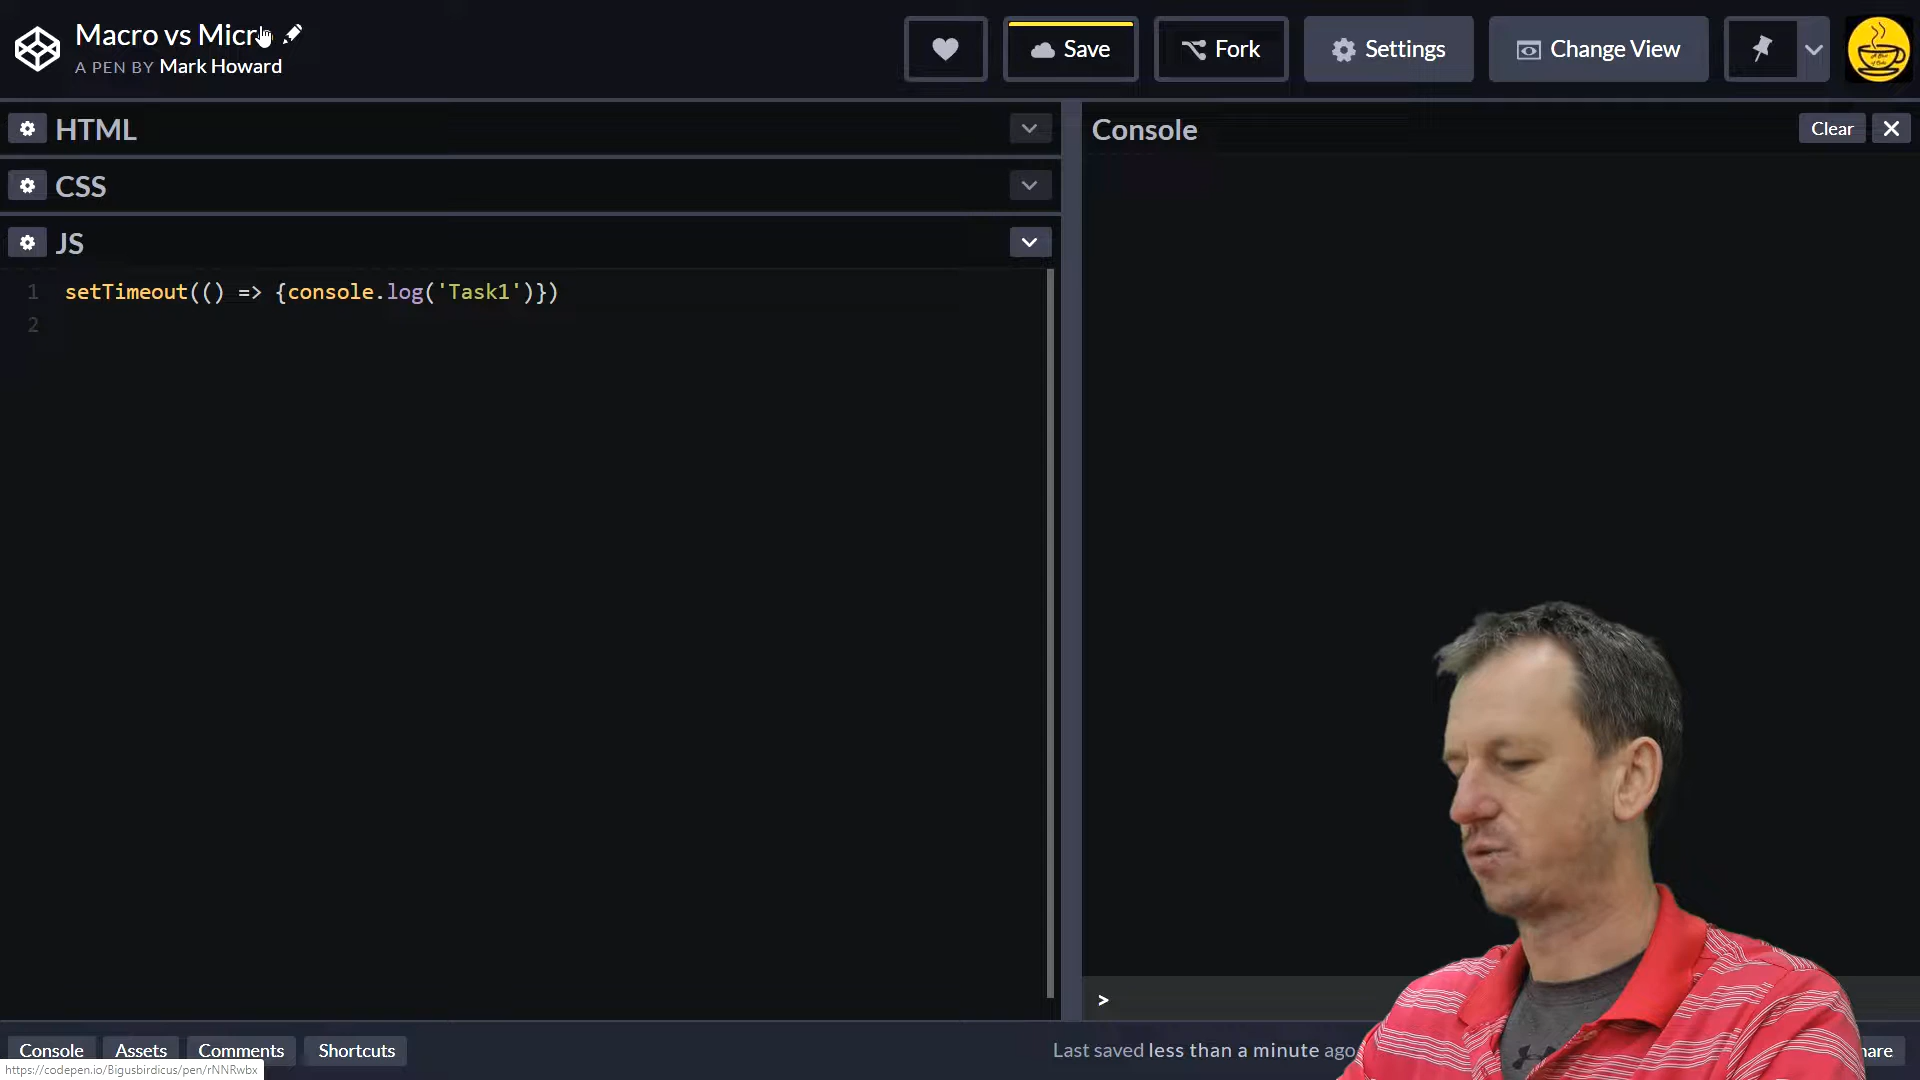 Macro vs Micro
A PEN BY Mark Howard
Save
Fork
Settings
Change View
HTML
CSS
JS
1 setTimeout(() => {console.log('Task1')})
2
Console
Clear
>
Console
Assets
Comments
Shortcuts
Last saved less than a minute ago
https://codepen.io/Bigusbirdicus/pen/rNNRwbx